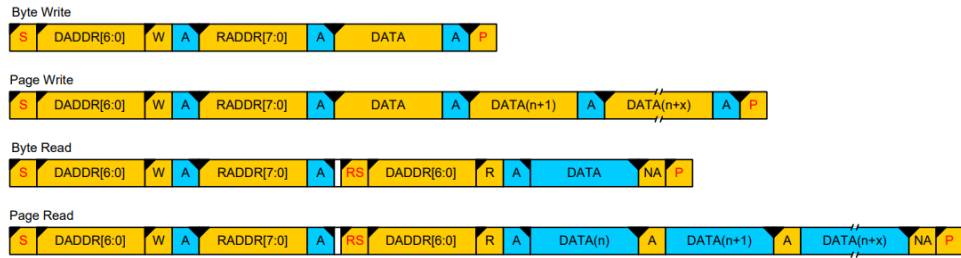 Byte Write
S DADDR[6:0] W A RADDR[7:0] A DATA A P
Page Write
S DADDR[6:0] W A RADDR[7:0] A DATA A DATA(n+1) A DATA(n+x) A P
Byte Read
S DADDR[6:0] W A RADDR[7:0] A RS DADDR[6:0] R A DATA NA P
Page Read
S DADDR[6:0] W A RADDR[7:0] A RS DADDR[6:0] R A DATA(n) A DATA(n+1) A DATA(n+x) NA P